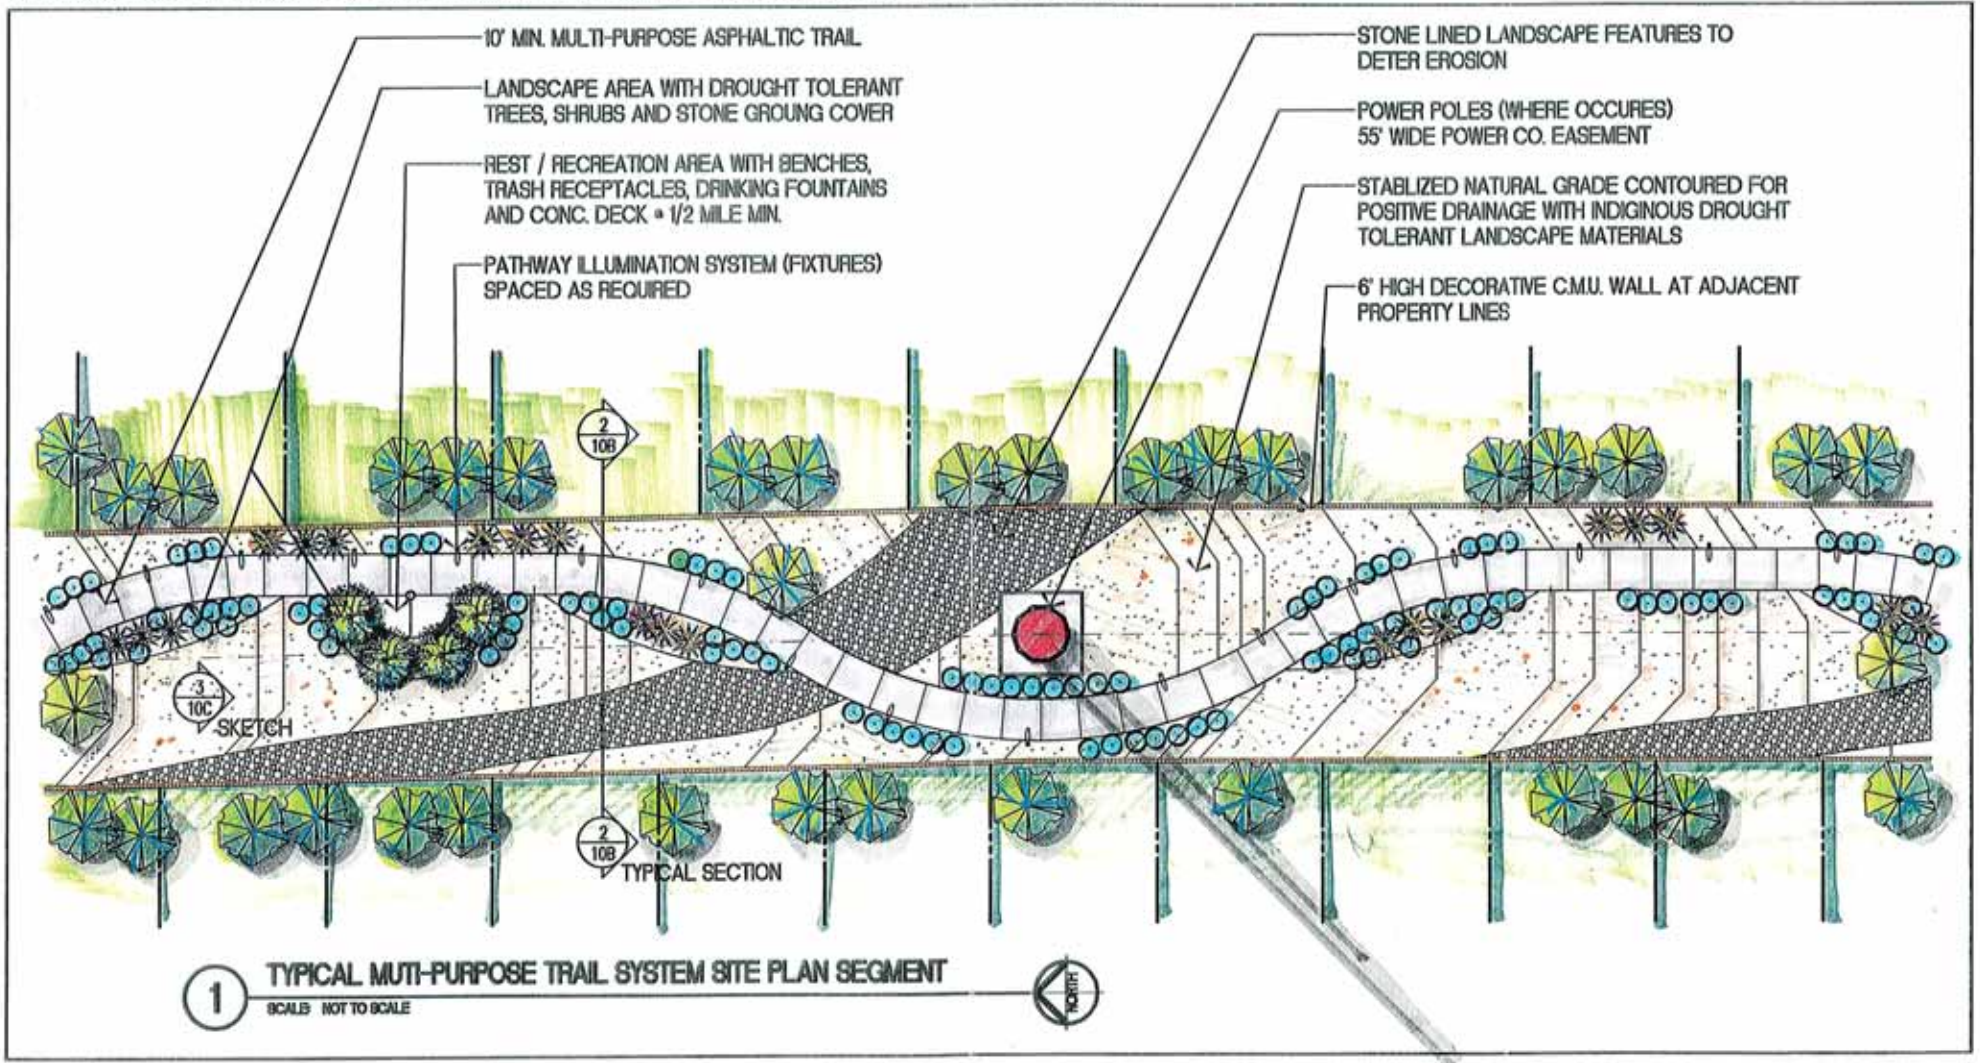 10' MIN. MULTI-PURPOSE ASPHALTIC TRAIL
LANDSCAPE AREA WITH DROUGHT TOLERANT
TREES, SHRUBS AND STONE GROUNG COVER
REST / RECREATION AREA WITH BENCHES,
TRASH RECEPTACLES, DRINKING FOUNTAINS
AND CONC. DECK @ 1/2 MILE MIN.
PATHWAY ILLUMINATION SYSTEM (FIXTURES)
SPACED AS REQUIRED
STONE LINED LANDSCAPE FEATURES TO
DETER EROSION
POWER POLES (WHERE OCCURES)
55' WIDE POWER CO. EASEMENT
STABLIZED NATURAL GRADE CONTOURED FOR
POSITIVE DRAINAGE WITH INDIGINOUS DROUGHT
TOLERANT LANDSCAPE MATERIALS
6' HIGH DECORATIVE C.M.U. WALL AT ADJACENT
PROPERTY LINES
2
10B
3
10C
SKETCH
2
10B
TYPICAL SECTION
1
TYPICAL MUTI-PURPOSE TRAIL SYSTEM SITE PLAN SEGMENT
SCALE: NOT TO SCALE
NORTH